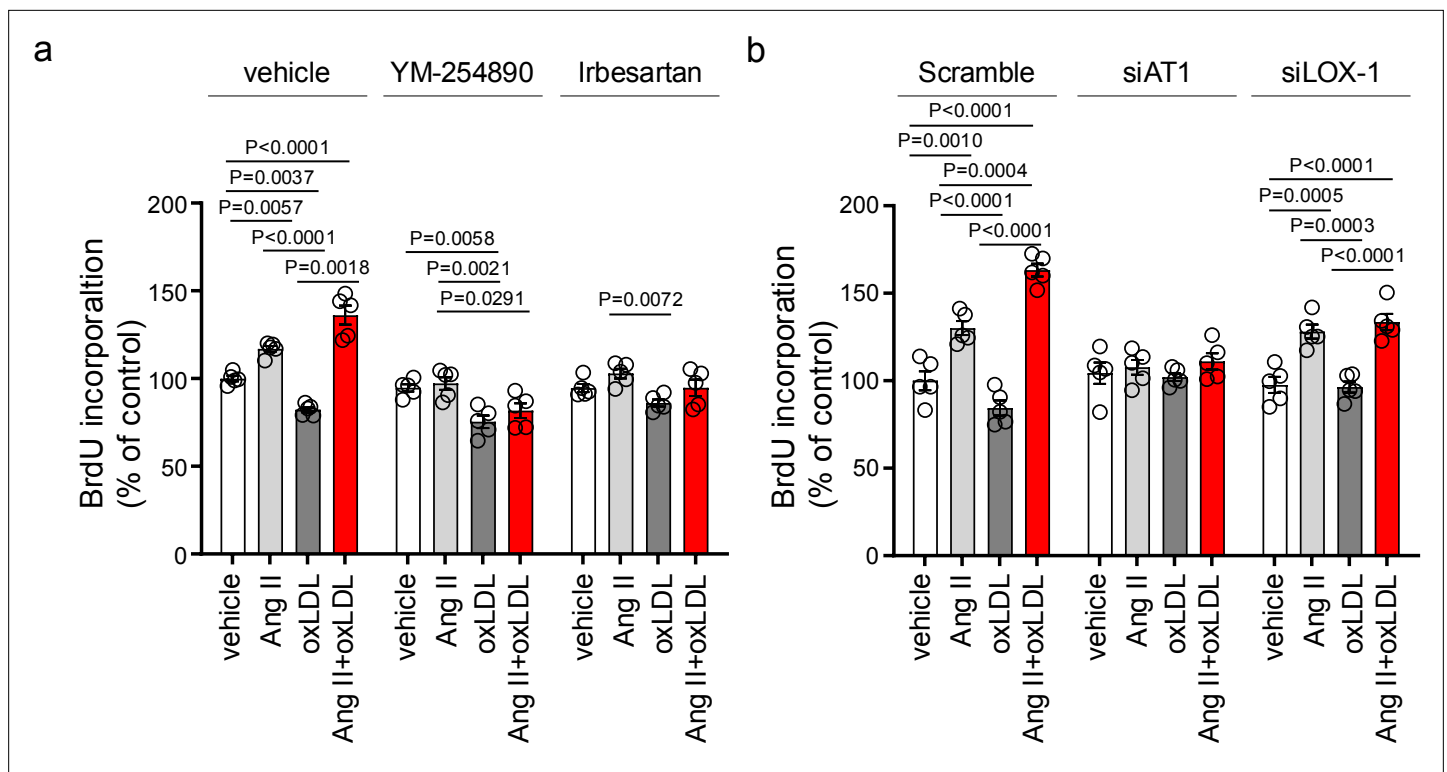 a
vehicle YM-254890 Irbesartan
P<0.0001
P=0.0037
P=0.0057
P<0.0001
P=0.0018
P=0.0058
P=0.0021
P=0.0291
P=0.0072
BrdU incorporaltion
(% of control)
200
150
100
50
0
vehicle
Ang II
oxLDL
Ang II+oxLDL
vehicle
Ang II
oxLDL
Ang II+oxLDL
vehicle
Ang II
oxLDL
Ang II+oxLDL
b
Scramble siAT1 siLOX-1
P<0.0001
P=0.0010
P=0.0004
P<0.0001
P<0.0001
P<0.0001
P=0.0005
P=0.0003
P<0.0001
BrdU incorporation
(% of control)
200
150
100
50
0
vehicle
Ang II
oxLDL
Ang II+oxLDL
vehicle
Ang II
oxLDL
Ang II+oxLDL
vehicle
Ang II
oxLDL
Ang II+oxLDL